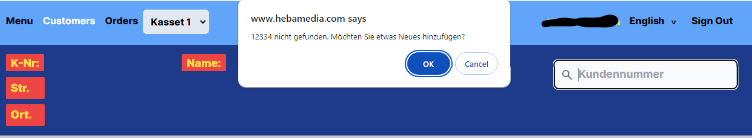 Menu Customers Orders Kasset 1
www.hebamedia.com says
12334 nicht gefunden. Möchten Sie etwas Neues hinzufügen?
OK Cancel
English Sign Out
K-Nr: Name:
Str.
Ort.
Kundennummer